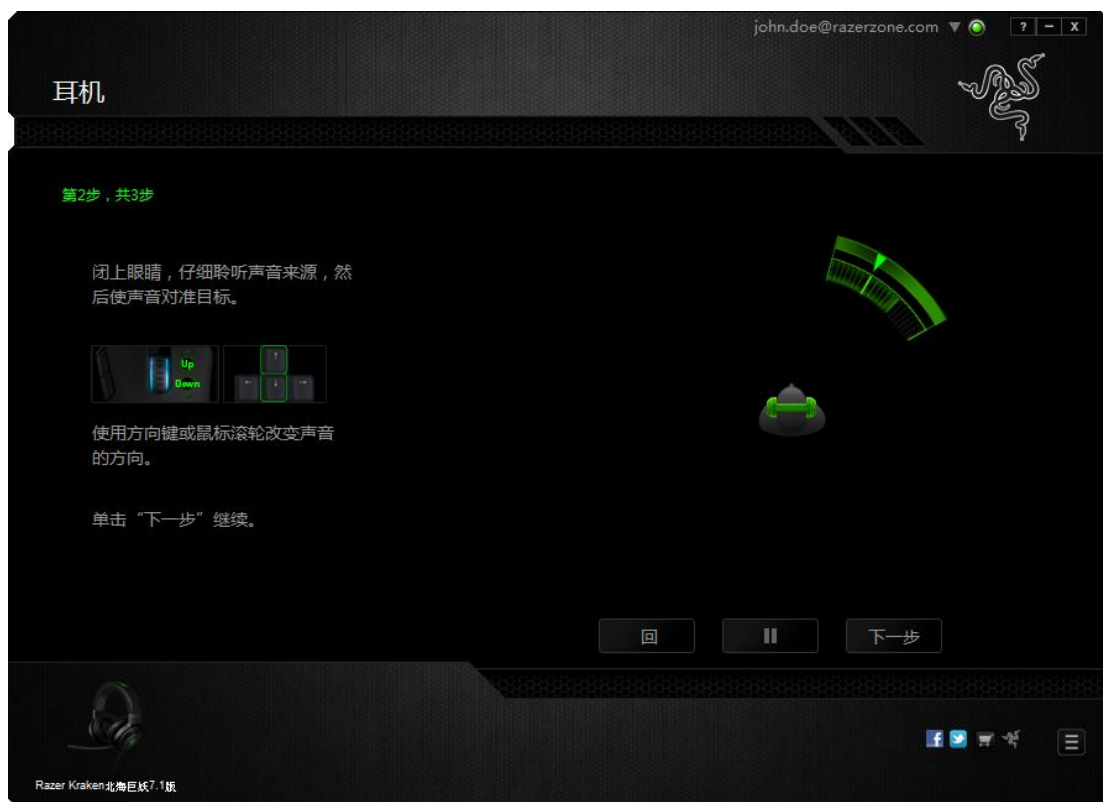 john.doe@razerzone.com
? - X
耳机
第2步，共3步
闭上眼睛，仔细聆听声音来源，然
后使声音对准目标。
Up
Down
↑
← ↓ →
使用方向键或鼠标滚轮改变声音
的方向。
单击“下一步”继续。
回
下一步
Razer Kraken北海巨妖7.1版